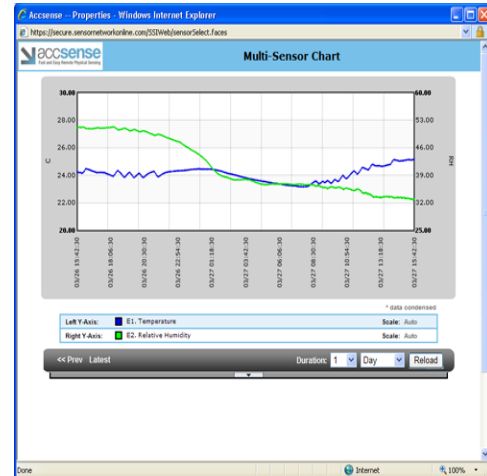 Accsense -- Properties - Windows Internet Explorer
https://secure.sensornetworkonline.com/SSIWeb/sensorSelect.faces
accsense
Fast and Easy Remote Physical Sensing
Multi-Sensor Chart
30.00
28.00
26.00
24.00
22.00
20.00
C
60.00
53.00
46.00
39.00
32.00
25.00
RH
03/26 15:42:30
03/26 18:06:30
03/26 20:30:30
03/26 22:54:30
03/27 01:18:30
03/27 03:42:30
03/27 06:06:30
03/27 08:30:30
03/27 10:54:30
03/27 13:18:30
03/27 15:42:30
* data condensed
Left Y-Axis: E1. Temperature Scale: Auto
Right Y-Axis: E2. Relative Humidity Scale: Auto
<< Prev Latest Duration: 1 Day Reload
Done Internet 100%